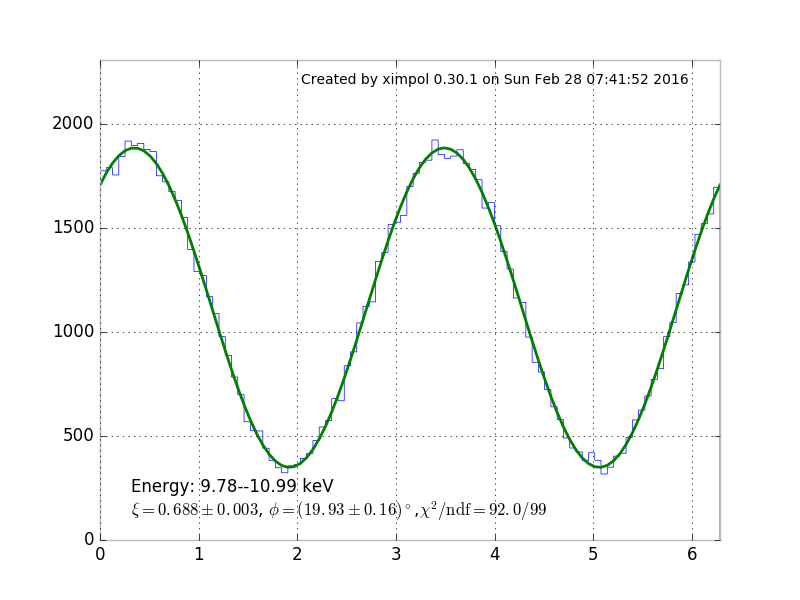 Created by ximpol 0.30.1 on Sun Feb 28 07:41:52 2016
2000
1500
1000
500
0
Energy: 9.78--10.99 keV
ξ = 0.688 ± 0.003, ϕ = (19.93 ± 0.16)°, χ²/ndf = 92.0/99
0 1 2 3 4 5 6